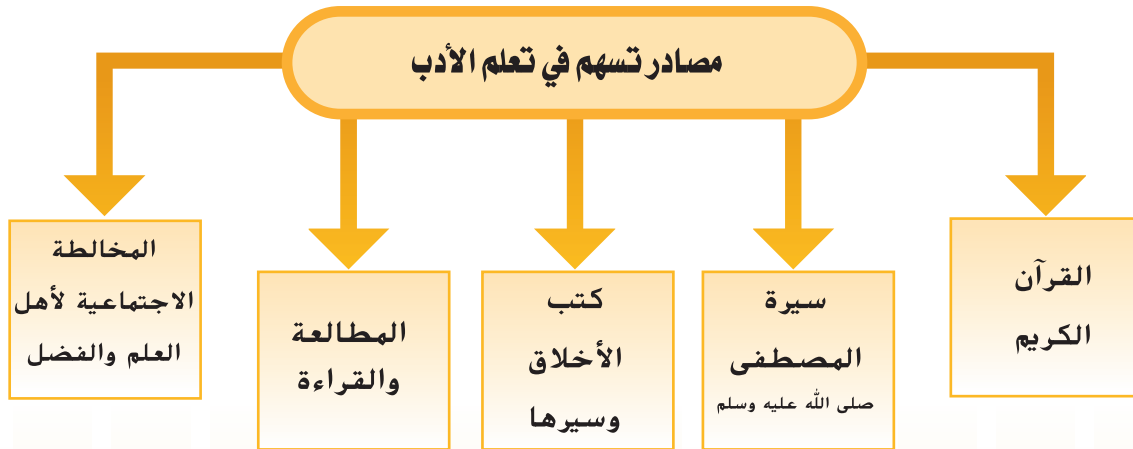 مصادر تسهم في تعلم الأدب
القرآن
الكريم
سيرة
المصطفى
صلى الله عليه وسلم
كتب
الأخلاق
وسيرها
المطالعة
والقراءة
المخالطة
الاجتماعية لأهل
العلم والفضل